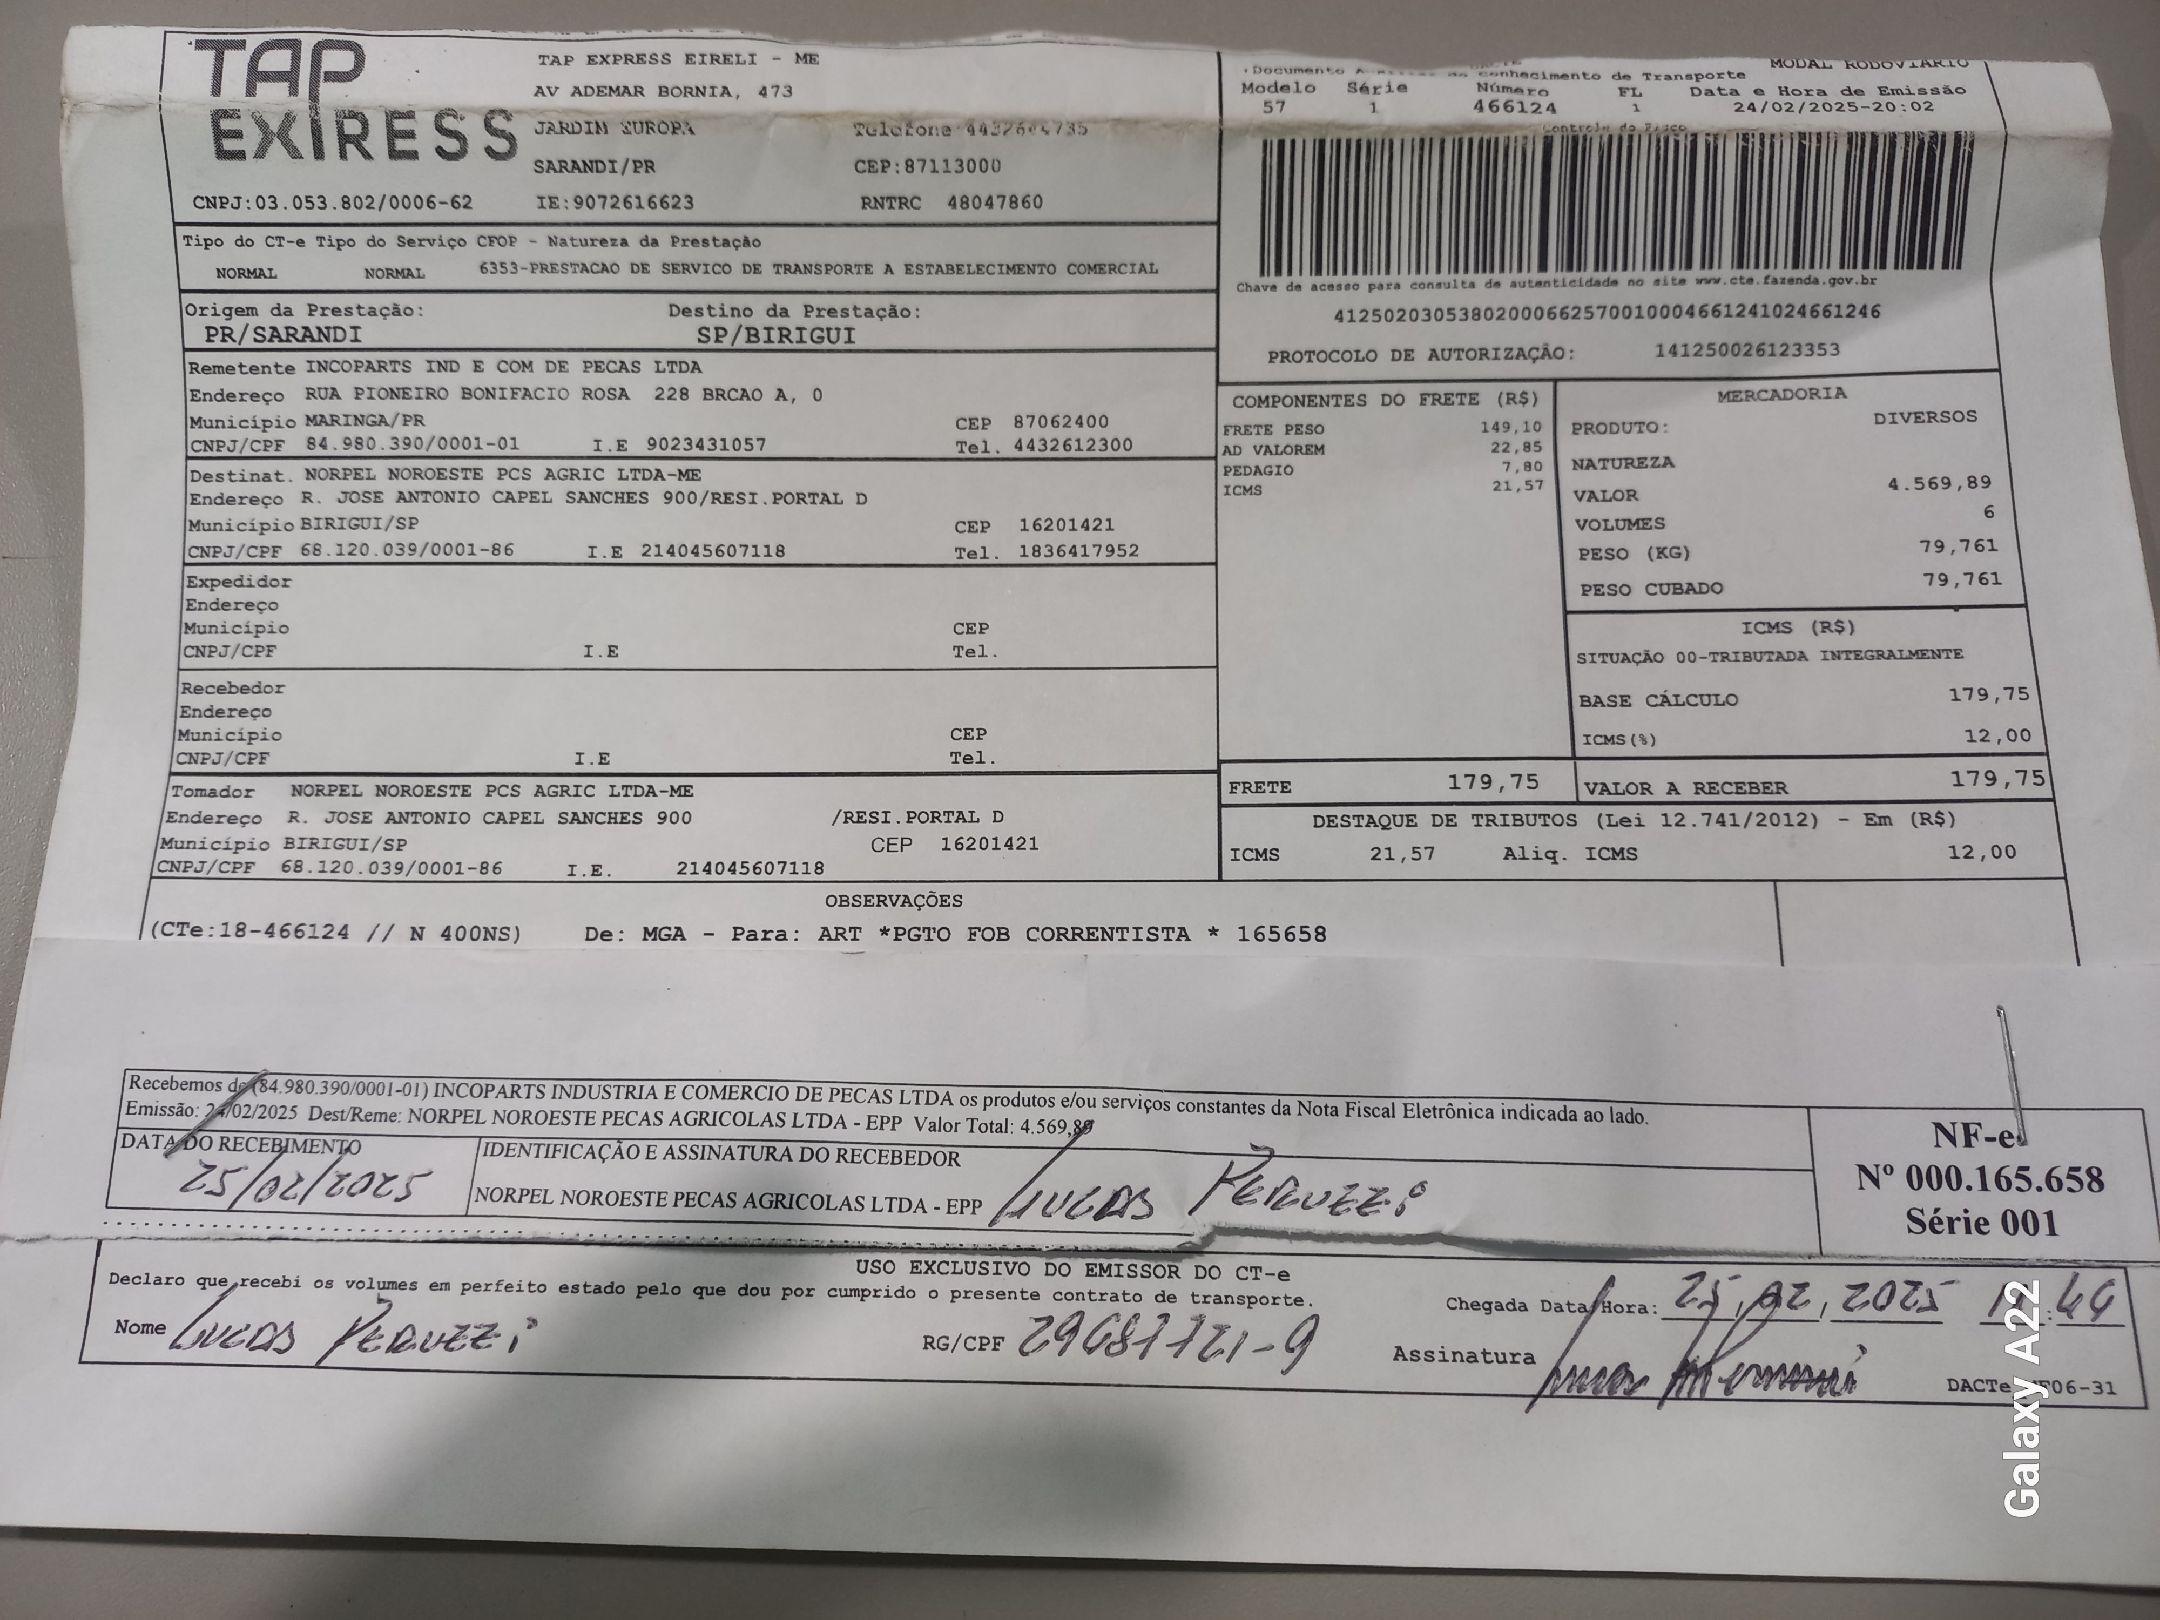 TAP EXPRESS
TAP EXPRESS EIRELI - ME
AV ADEMAR BORNIA, 473
JARDIM EUROPA
SARANDI/PR CEP:87113000
CNPJ:03.053.802/0006-62 IE:9072616623 RNTRC 48047860
MODAL RODOVIARIO
Conhecimento de Transporte
Modelo Série Número FL Data e Hora de Emissão
57 1 466124 1 24/02/2025-20:02
Controle do Fisco
Chave de acesso para consulta de autenticidade no site www.cte.fazenda.gov.br
41250203053802000662570010004661241024661246
PROTOCOLO DE AUTORIZAÇÃO: 141250026123353
Tipo do CT-e Tipo do Serviço CFOP - Natureza da Prestação
NORMAL NORMAL 6353-PRESTACAO DE SERVICO DE TRANSPORTE A ESTABELECIMENTO COMERCIAL
Origem da Prestação: Destino da Prestação:
PR/SARANDI SP/BIRIGUI
Remetente INCOPARTS IND E COM DE PECAS LTDA
Endereço RUA PIONEIRO BONIFACIO ROSA 228 BRCAO A, 0
Município MARINGA/PR CEP 87062400
CNPJ/CPF 84.980.390/0001-01 I.E 9023431057 Tel. 4432612300
Destinat. NORPEL NOROESTE PCS AGRIC LTDA-ME
Endereço R. JOSE ANTONIO CAPEL SANCHES 900/RESI.PORTAL D
Município BIRIGUI/SP CEP 16201421
CNPJ/CPF 68.120.039/0001-86 I.E 214045607118 Tel. 1836417952
Expedidor
Endereço
Município CEP
CNPJ/CPF I.E Tel.
Recebedor
Endereço
Município CEP
CNPJ/CPF I.E Tel.
Tomador NORPEL NOROESTE PCS AGRIC LTDA-ME
Endereço R. JOSE ANTONIO CAPEL SANCHES 900 /RESI.PORTAL D
Município BIRIGUI/SP CEP 16201421
CNPJ/CPF 68.120.039/0001-86 I.E. 214045607118
COMPONENTES DO FRETE (R$)
FRETE PESO 149,10
AD VALOREM 22,85
PEDAGIO 7,80
ICMS 21,57
MERCADORIA
PRODUTO: DIVERSOS
NATUREZA
VALOR 4.569,89
VOLUMES 6
PESO (KG) 79,761
PESO CUBADO 79,761
ICMS (R$)
SITUAÇÃO 00-TRIBUTADA INTEGRALMENTE
BASE CÁLCULO 179,75
ICMS(%) 12,00
FRETE 179,75 VALOR A RECEBER 179,75
DESTAQUE DE TRIBUTOS (Lei 12.741/2012) - Em (R$)
ICMS 21,57 Aliq. ICMS 12,00
OBSERVAÇÕES
(CTe:18-466124 // N 400NS) De: MGA - Para: ART *PGTO FOB CORRENTISTA * 165658
Recebemos de (84.980.390/0001-01) INCOPARTS INDUSTRIA E COMERCIO DE PECAS LTDA os produtos e/ou serviços constantes da Nota Fiscal Eletrônica indicada ao lado.
Emissão: 24/02/2025 Dest/Reme: NORPEL NOROESTE PECAS AGRICOLAS LTDA - EPP Valor Total: 4.569,89
DATA DO RECEBIMENTO IDENTIFICAÇÃO E ASSINATURA DO RECEBEDOR
25/02/2025 NORPEL NOROESTE PECAS AGRICOLAS LTDA - EPP Lucas Peruzzi
NF-e
Nº 000.165.658
Série 001
USO EXCLUSIVO DO EMISSOR DO CT-e
Declaro que recebi os volumes em perfeito estado pelo que dou por cumprido o presente contrato de transporte.
Chegada Data/Hora: 25,02,2025
Nome Lucas Peruzzi RG/CPF
Assinatura
DACTe 06-31
Galaxy A22